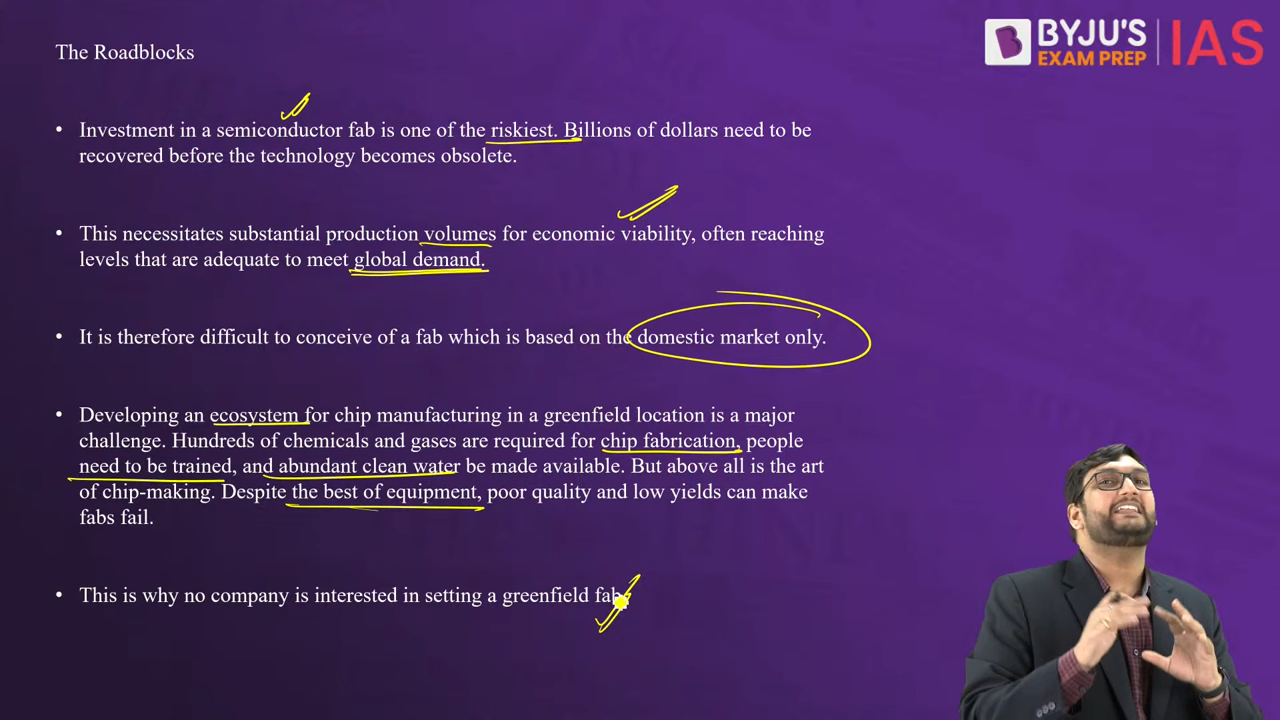 The Roadblocks
BYJU'S
EXAM PREP
IAS
• Investment in a semiconductor fab is one of the riskiest. Billions of dollars need to be
recovered before the technology becomes obsolete.
• This necessitates substantial production volumes for economic viability, often reaching
levels that are adequate to meet global demand.
• It is therefore difficult to conceive of a fab which is based on the domestic market only.
• Developing an ecosystem for chip manufacturing in a greenfield location is a major
challenge. Hundreds of chemicals and gases are required for chip fabrication, people
need to be trained, and abundant clean water be made available. But above all is the art
of chip-making. Despite the best of equipment, poor quality and low yields can make
fabs fail.
• This is why no company is interested in setting a greenfield